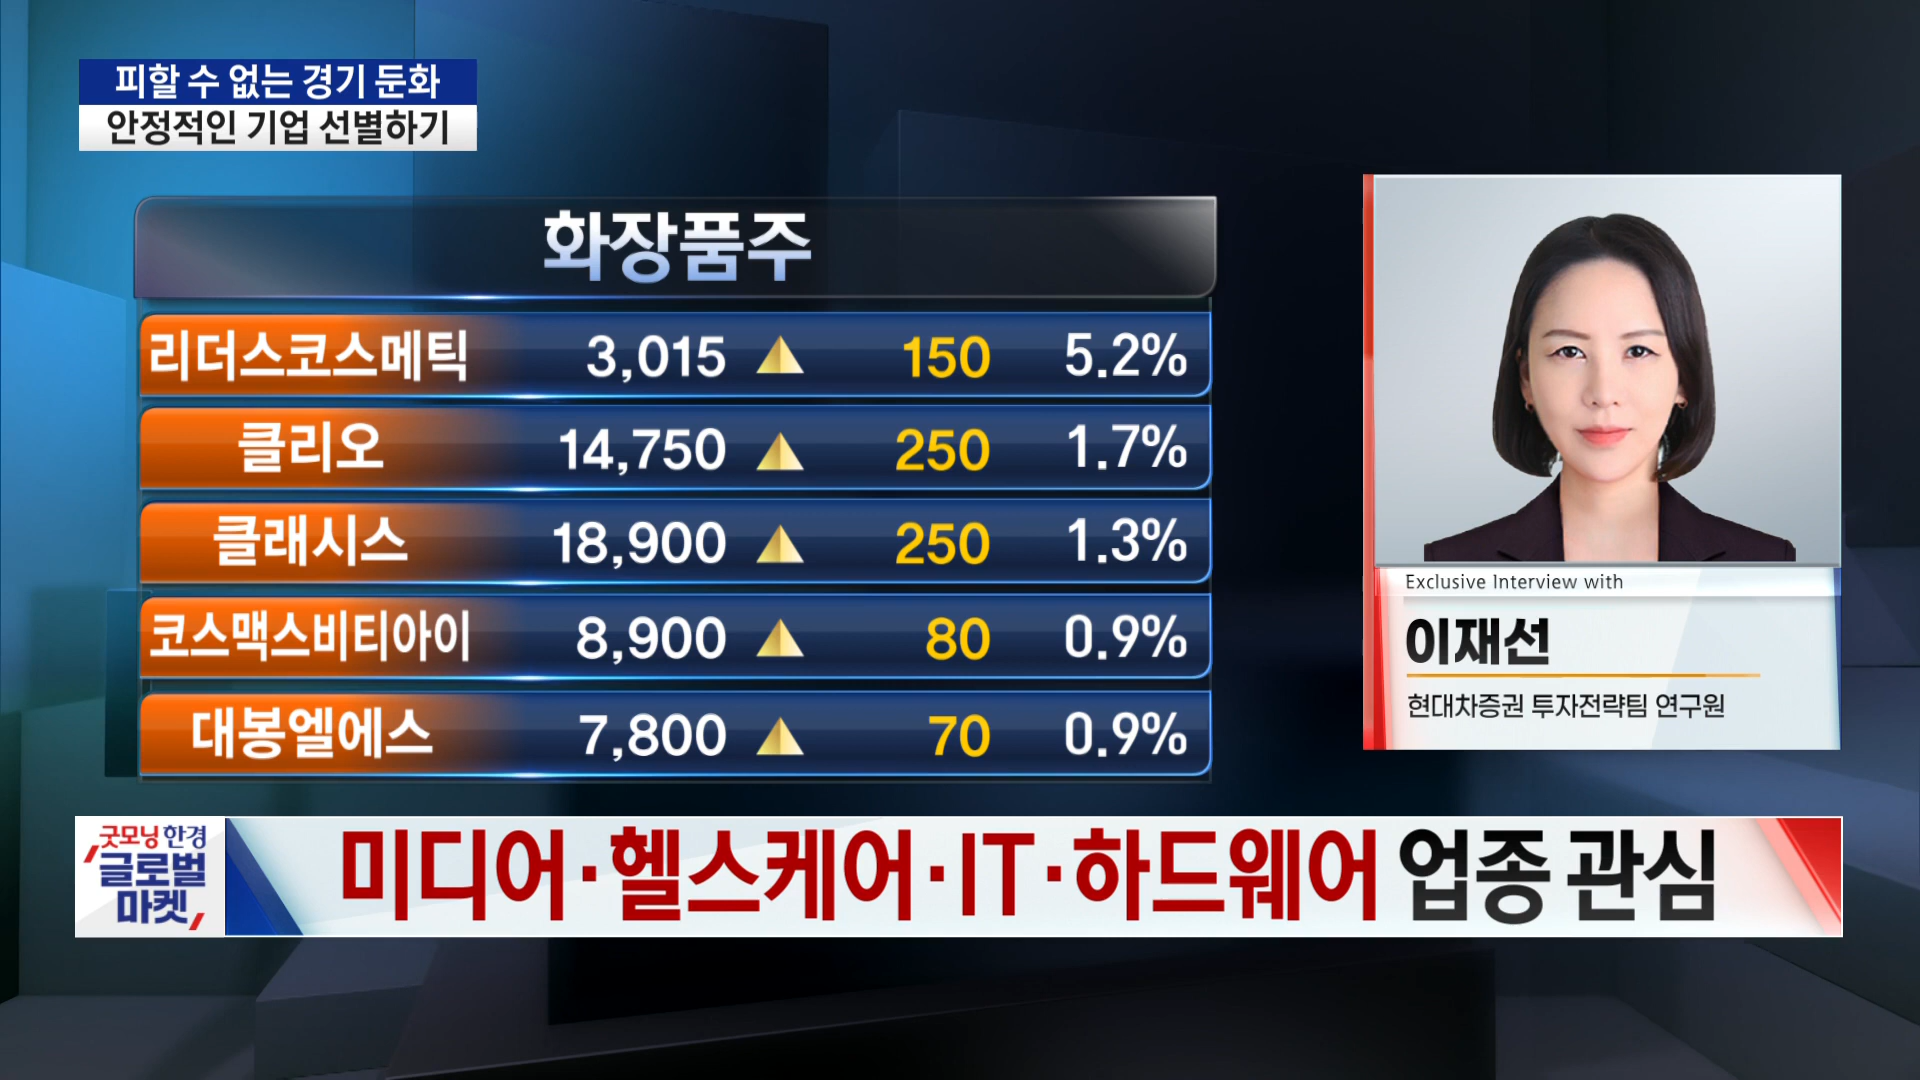 피할 수 없는 경기 둔화
안정적인 기업 선별하기
화장품주
리더스코스메틱 3,015 ▲ 150 5.2%
클리오 14,750 ▲ 250 1.7%
클래시스 18,900 ▲ 250 1.3%
코스맥스비티아이 8,900 ▲ 80 0.9%
대봉엘에스 7,800 ▲ 70 0.9%
Exclusive Interview with
이재선
현대차증권 투자전략팀 연구원
굿모닝 한경
글로벌
마켓
미디어·헬스케어·IT·하드웨어 업종 관심